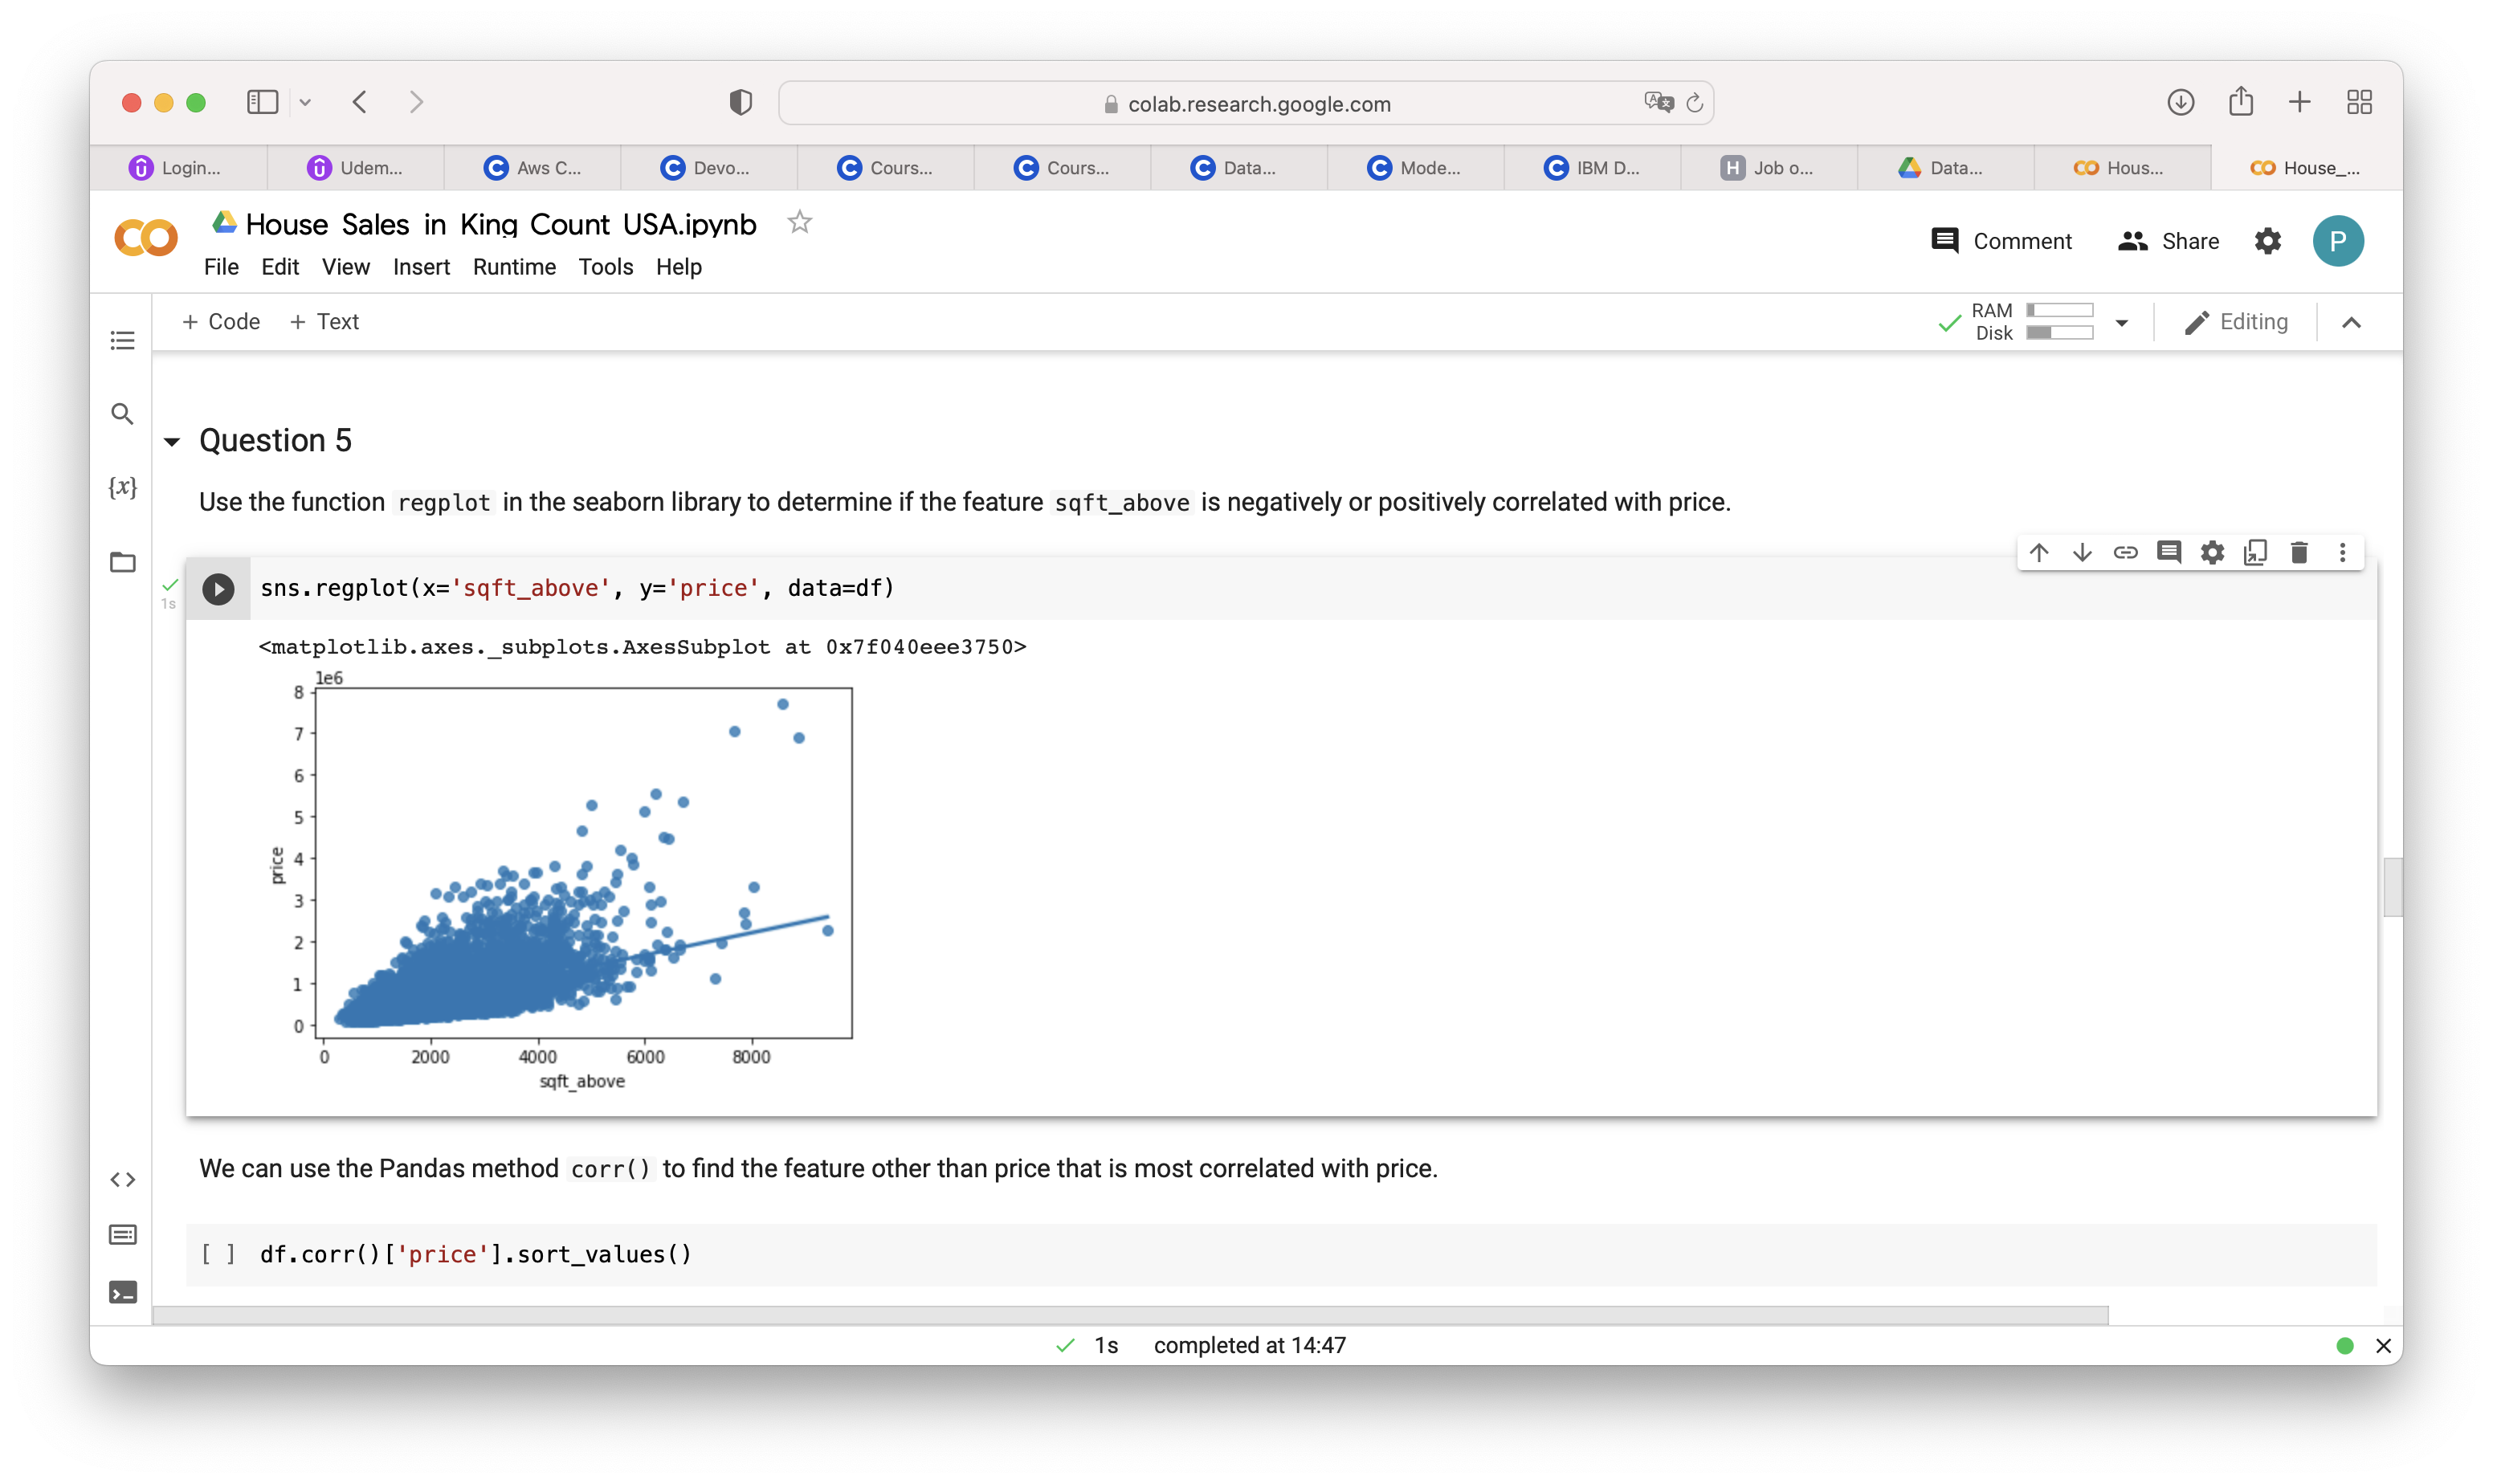 colab.research.google.com
Login... Udem... Aws C... Devo... Cours... Cours... Data... Mode... IBM D... H Job o... Data... Hous... House_...
House_Sales_in_King_Count_USA.ipynb
Comment Share P
File Edit View Insert Runtime Tools Help
+ Code + Text
RAM
Disk
Editing
{x}
Question 5
Use the function regplot in the seaborn library to determine if the feature sqft_above is negatively or positively correlated with price.
1s
sns.regplot(x='sqft_above', y='price', data=df)
<matplotlib.axes._subplots.AxesSubplot at 0x7f040eee3750>
1e6
8
7
6
5
4
3
2
1
0
price
0 2000 4000 6000 8000
sqft_above
We can use the Pandas method corr() to find the feature other than price that is most correlated with price.
[ ] df.corr()['price'].sort_values()
1s completed at 14:47